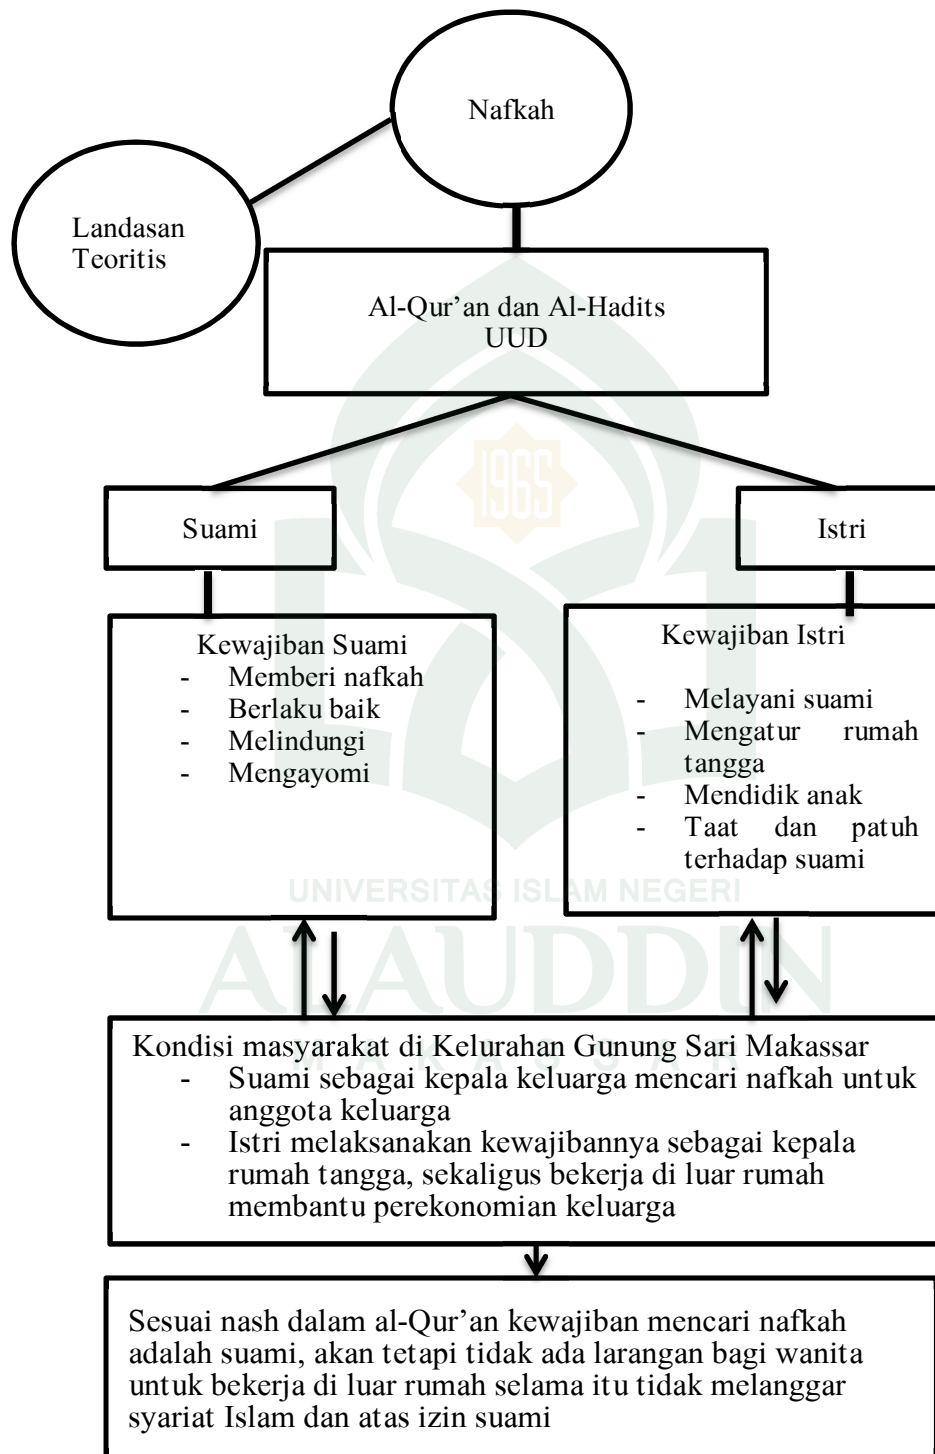 Nafkah
Landasan
Teoritis
Al-Qur’an dan Al-Hadits
UUD
1965
Suami
Istri
Kewajiban Suami
- Memberi nafkah
- Berlaku baik
- Melindungi
- Mengayomi
Kewajiban Istri
- Melayani suami
- Mengatur rumah
tangga
- Mendidik anak
- Taat dan patuh
terhadap suami
UNIVERSITAS ISLAM NEGERI
ALAUDDIN
MAKASSAR
Kondisi masyarakat di Kelurahan Gunung Sari Makassar
- Suami sebagai kepala keluarga mencari nafkah untuk
anggota keluarga
- Istri melaksanakan kewajibannya sebagai kepala
rumah tangga, sekaligus bekerja di luar rumah
membantu perekonomian keluarga
Sesuai nash dalam al-Qur’an kewajiban mencari nafkah
adalah suami, akan tetapi tidak ada larangan bagi wanita
untuk bekerja di luar rumah selama itu tidak melanggar
syariat Islam dan atas izin suami